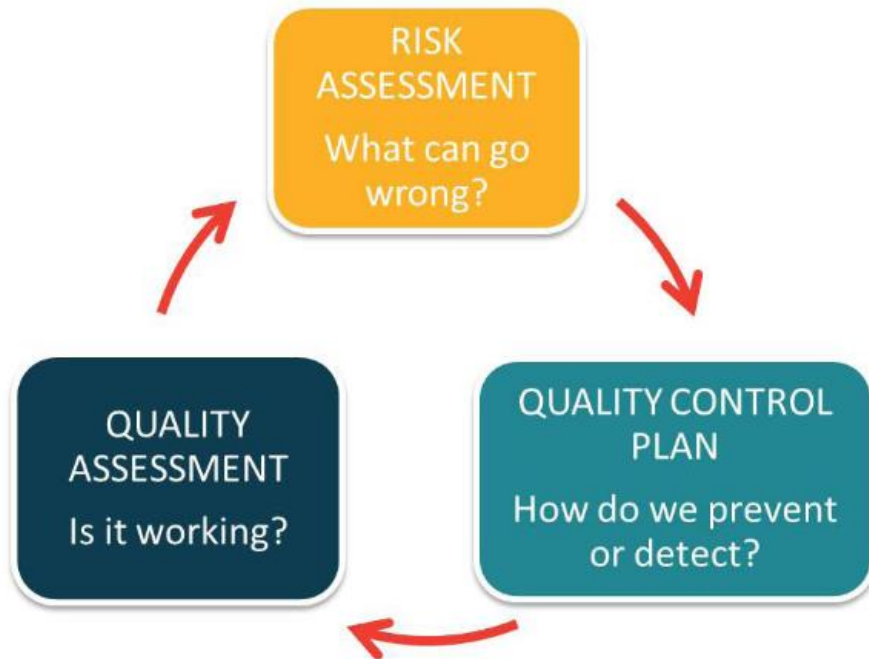 RISK
ASSESSMENT
What can go
wrong?
QUALITY CONTROL
PLAN
How do we prevent
or detect?
QUALITY
ASSESSMENT
Is it working?